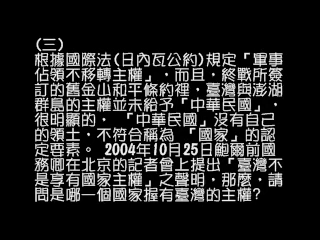 (三)
根據國際法(日內瓦公約)規定「軍事
佔領不移轉主權」，而且，終戰所簽
訂的舊金山和平條約裡，臺灣與澎湖
群島的主權並未給予「中華民國」，
很明顯的，「中華民國」沒有自己
的領土，不符合稱為「國家」的認
定要素。 2004年10月25日鮑爾前國
務卿在北京的記者會上提出「臺灣不
是享有國家主權」之聲明，那麼，請
問是哪一個國家握有臺灣的主權?